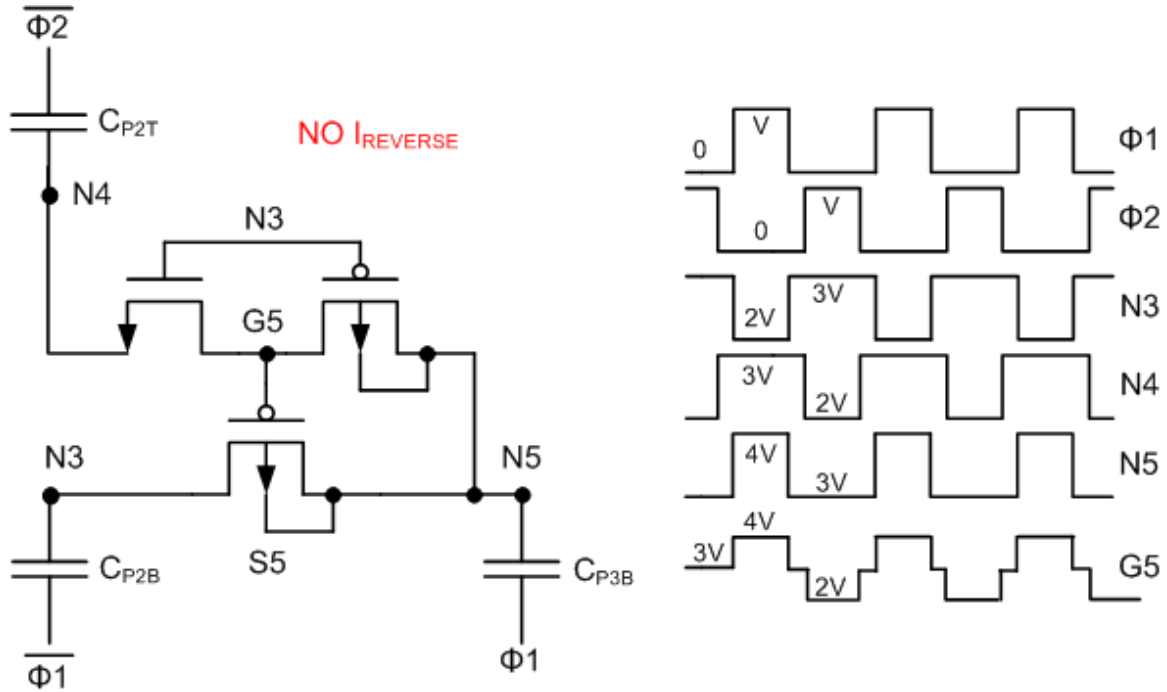 Φ2̅
C_P2T
NO I_REVERSE
N4
N3
G5
N3
N5
S5
C_P2B
C_P3B
Φ1̅
Φ1
0
V
Φ1
V
0
Φ2
2V
3V
N3
3V
2V
N4
4V
3V
N5
3V
4V
2V
G5